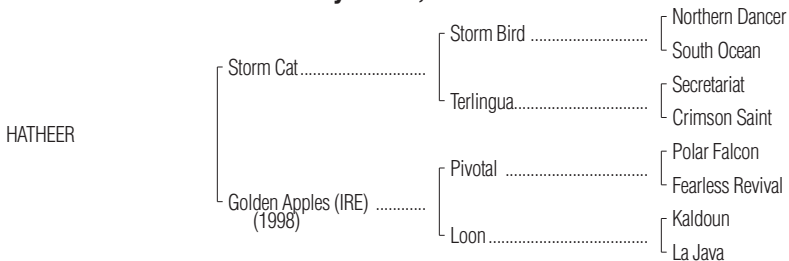 Northern Dancer
Storm Bird ............................
South Ocean
Storm Cat..............................
Secretariat
Terlingua................................
Crimson Saint
HATHEER
Polar Falcon
Pivotal ..................................
Fearless Revival
Golden Apples (IRE) ............
(1998)
Kaldoun
Loon......................................
La Java